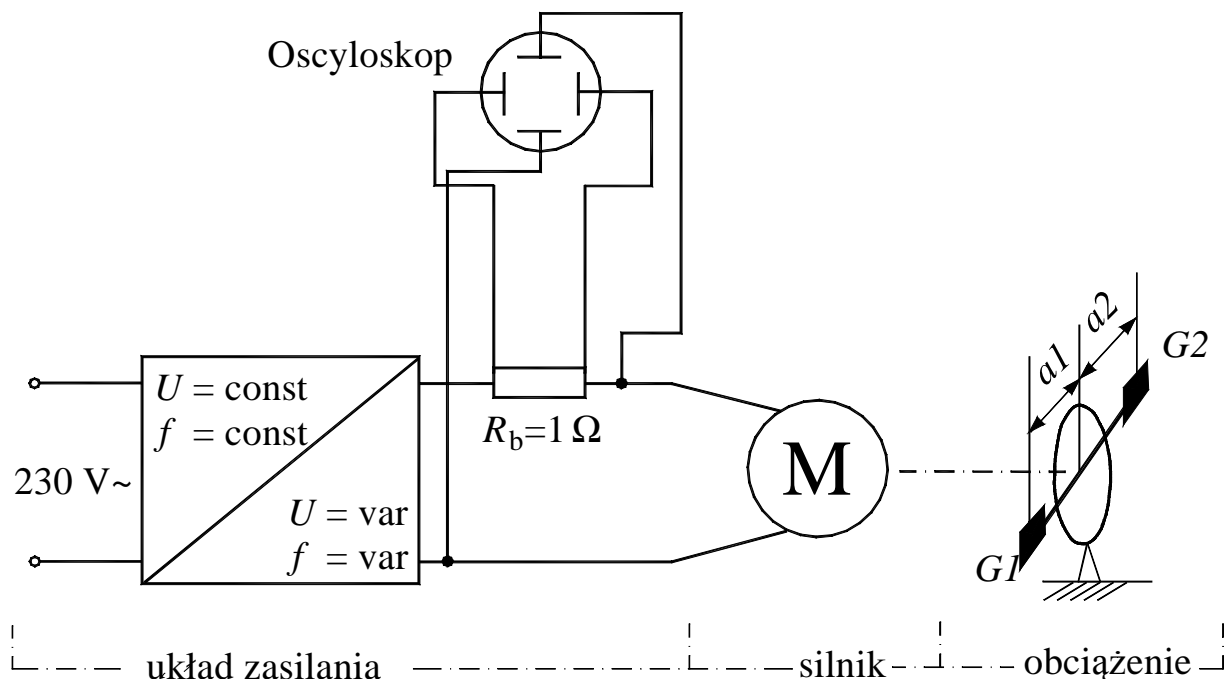 Oscyloskop
a1
a2
G2
U = const
f = const
R_b=1 Ω
230 V~
M
U = var
f = var
G1
układ zasilania
silnik
obciążenie